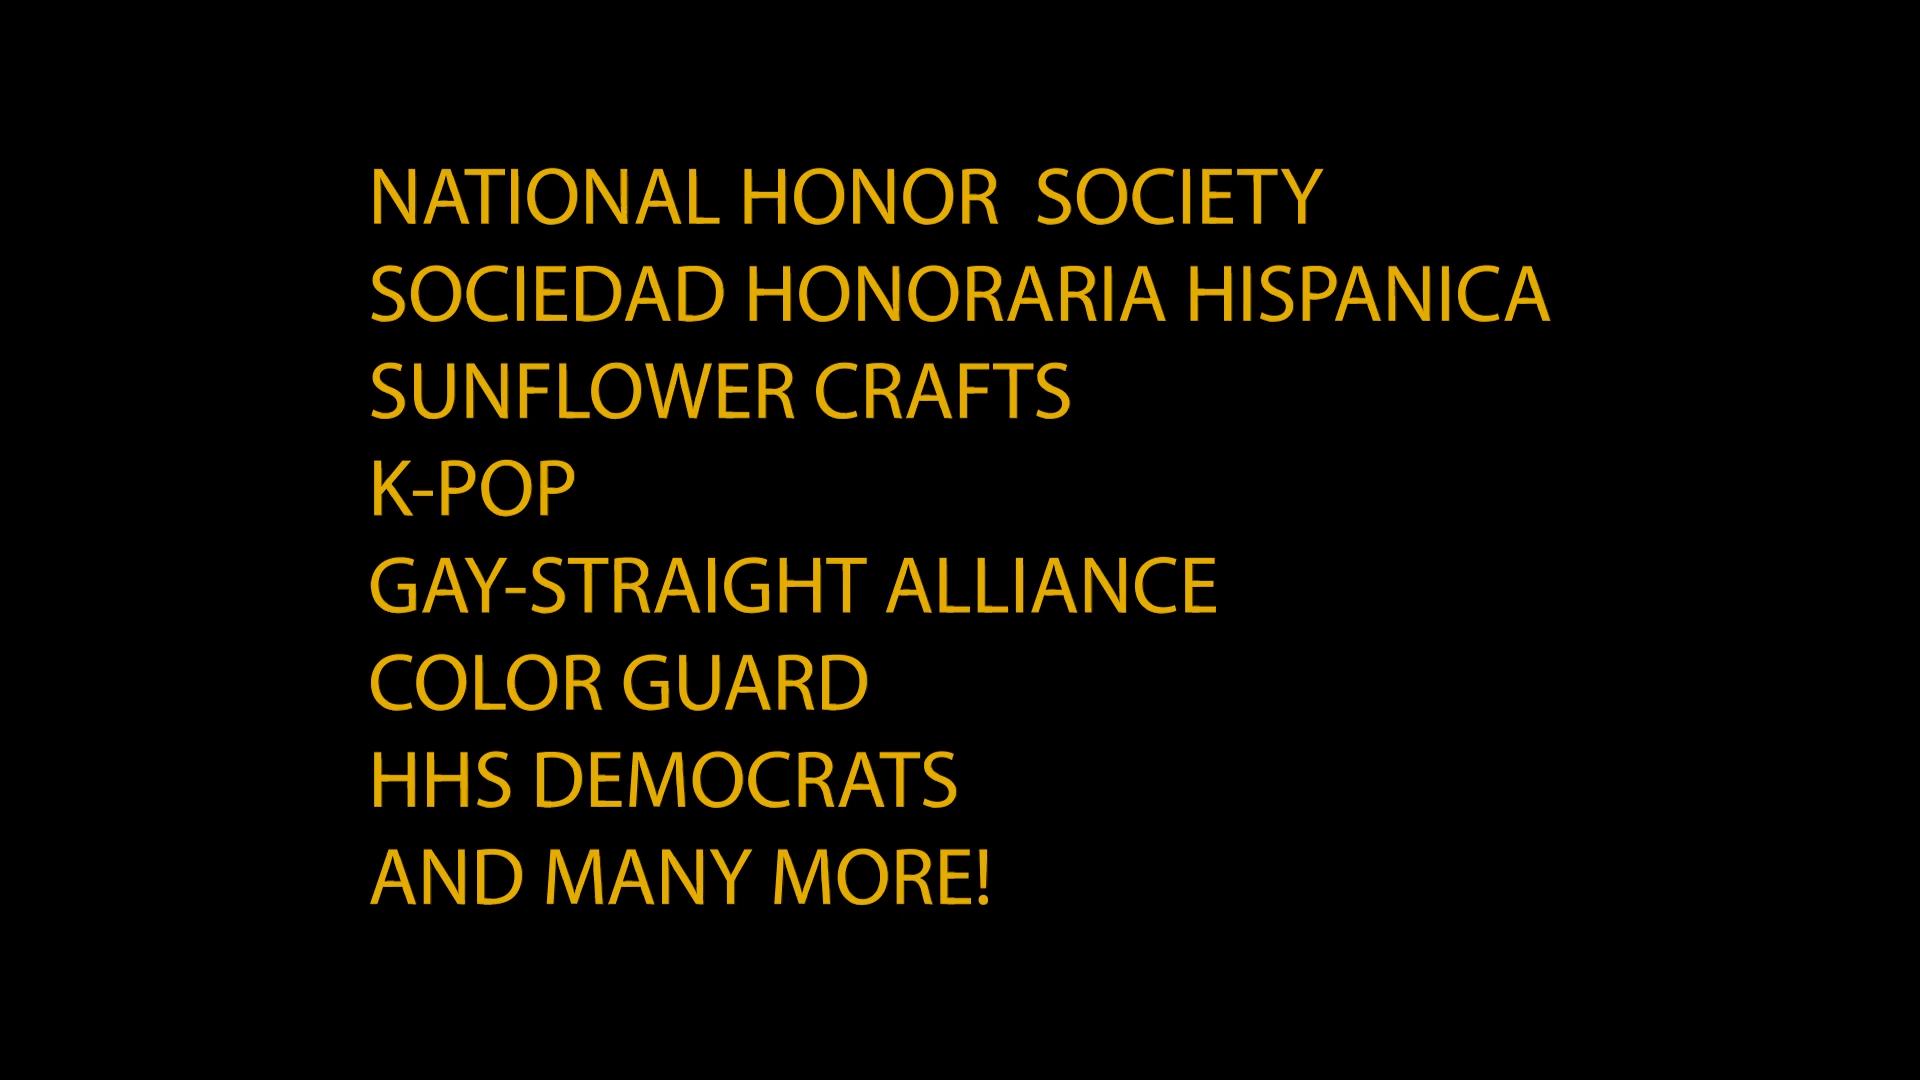 NATIONAL HONOR  SOCIETY
SOCIEDAD HONORARIA HISPANICA
SUNFLOWER CRAFTS
K-POP
GAY-STRAIGHT ALLIANCE
COLOR GUARD
HHS DEMOCRATS
AND MANY MORE!